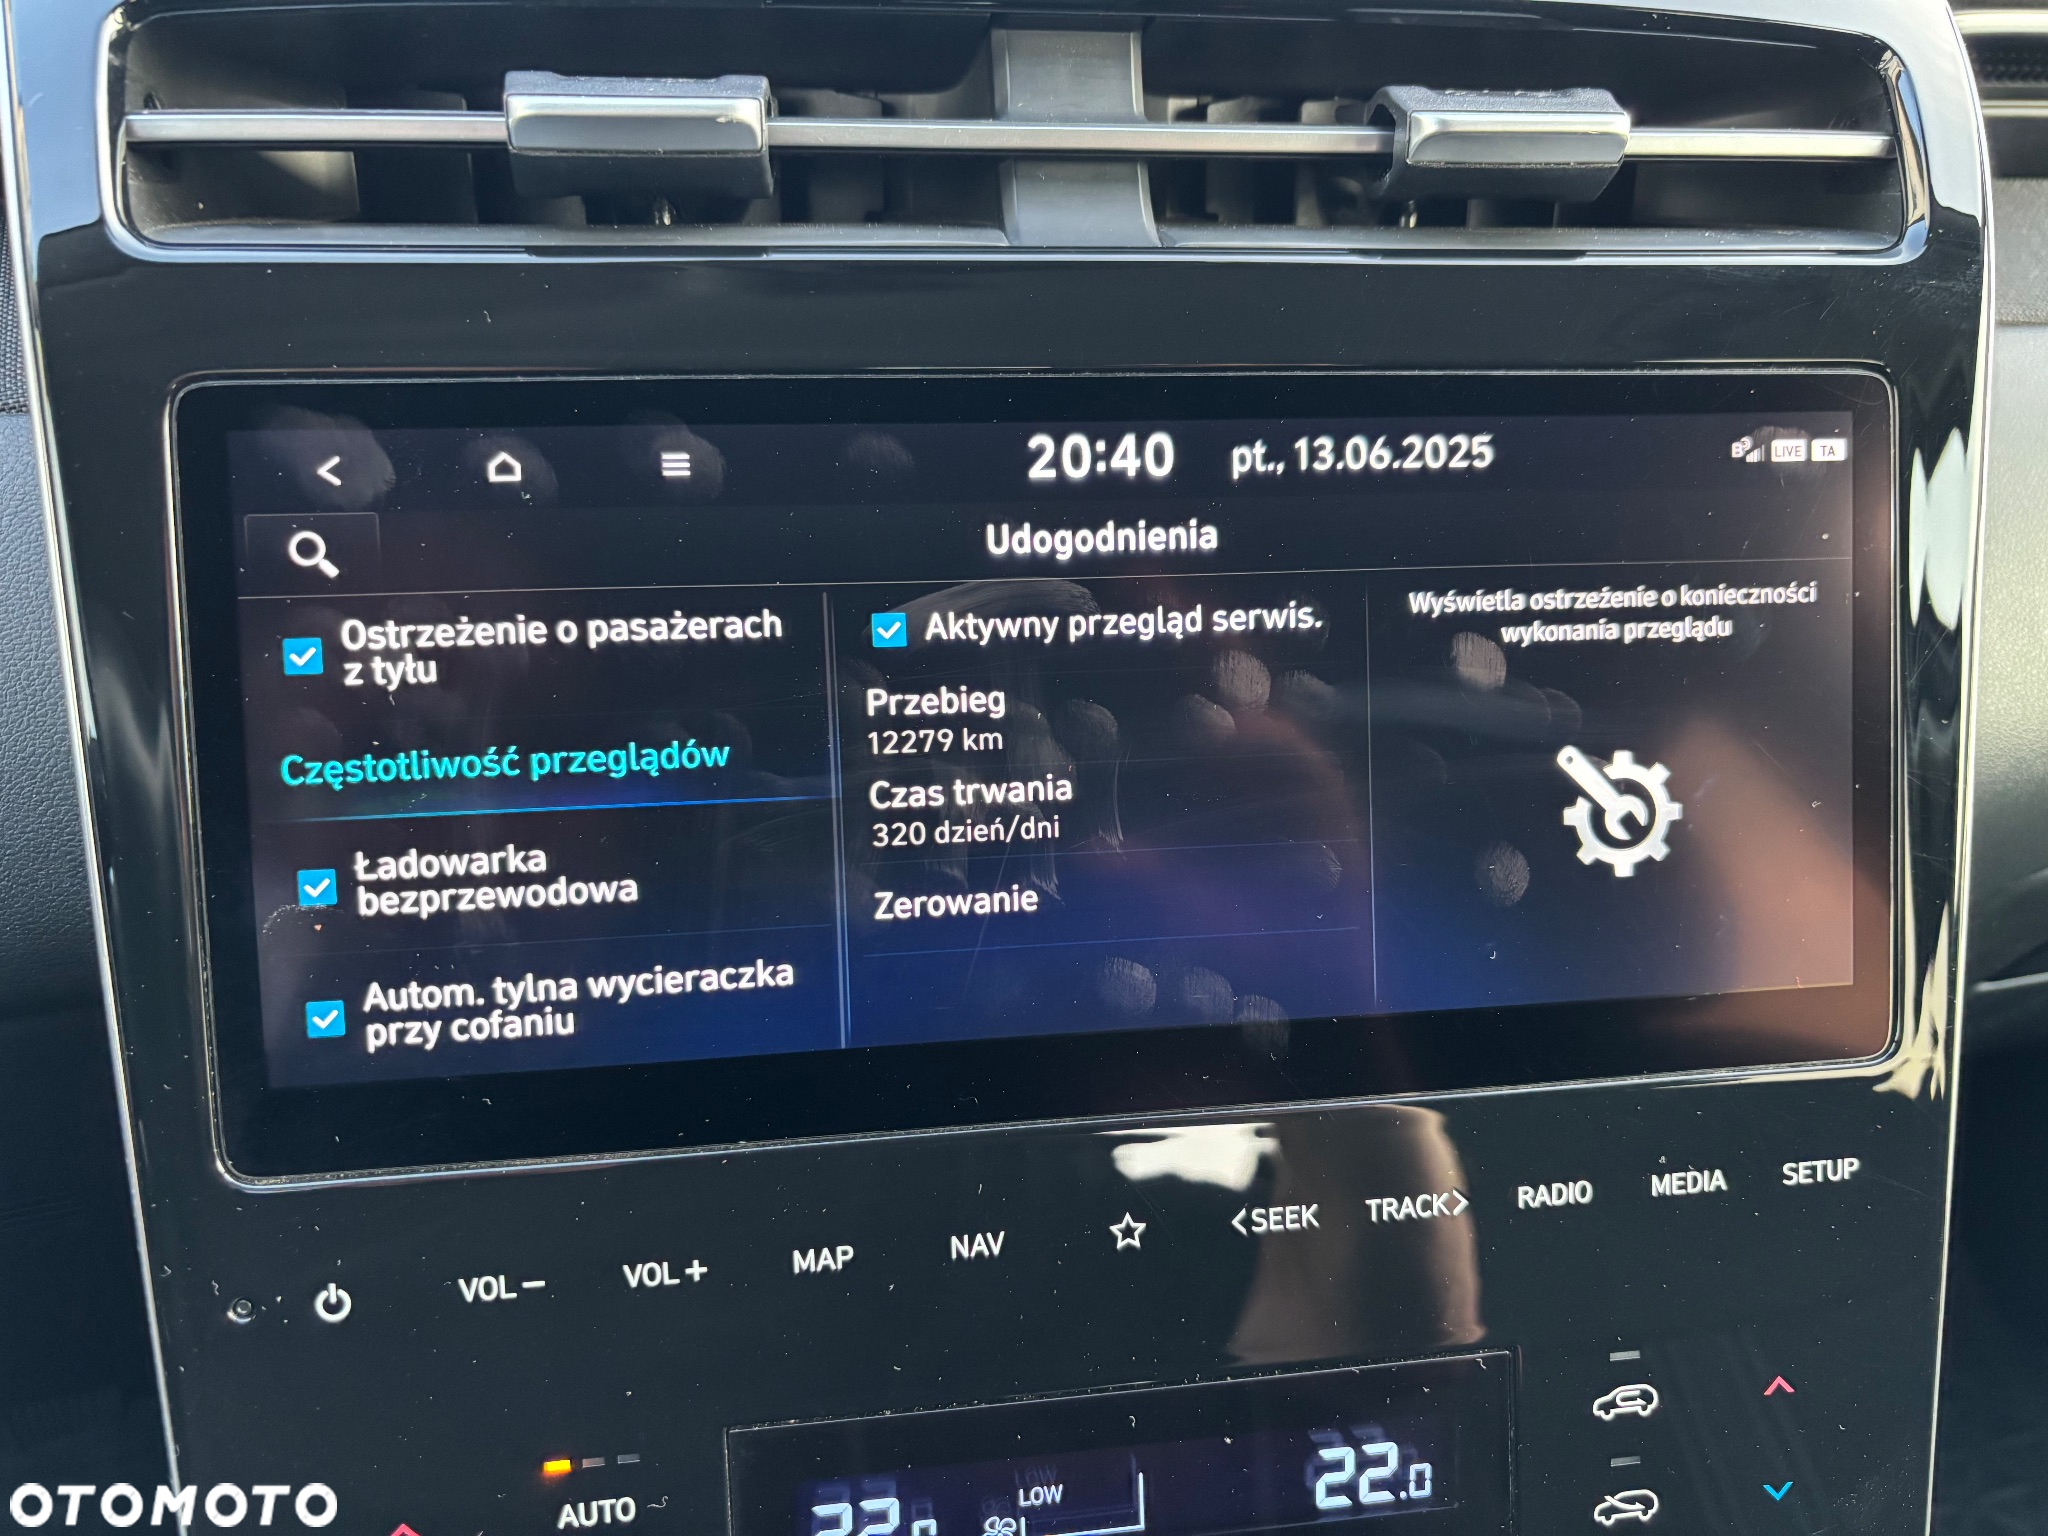 20:40 pt., 13.06.2025
LIVE TA
Udogodnienia
Ostrzeżenie o pasażerach
z tyłu
Częstotliwość przeglądów
Ładowarka
bezprzewodowa
Autom. tylna wycieraczka
przy cofaniu
Aktywny przegląd serwis.
Przebieg
12279 km
Czas trwania
320 dzień/dni
Zerowanie
Wyświetla ostrzeżenie o konieczności
wykonania przeglądu
VOL− VOL+ MAP NAV <SEEK TRACK> RADIO MEDIA SETUP
AUTO
LOW
22.0
OTOMOTO